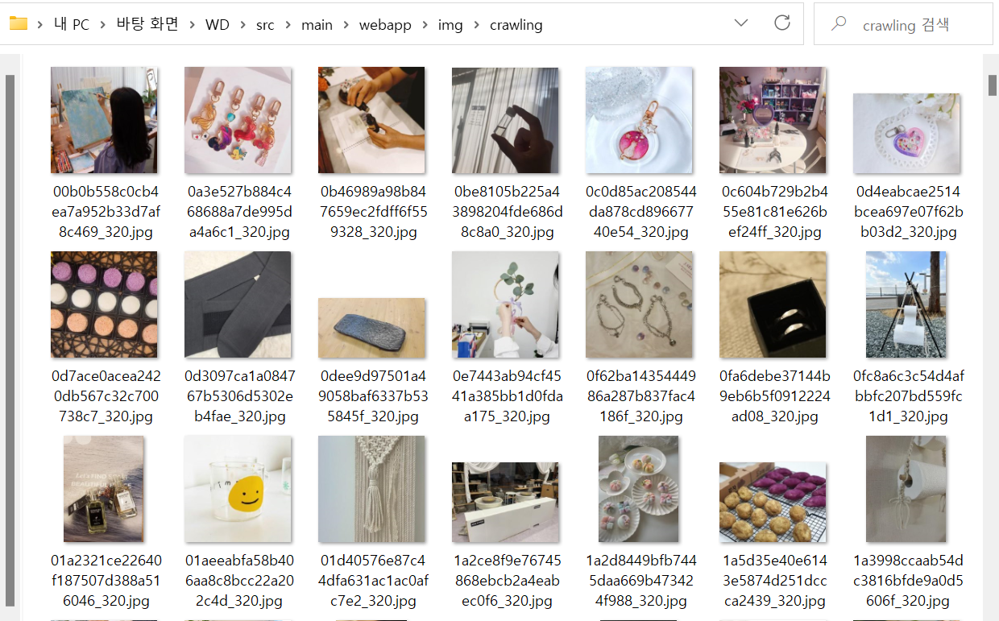 내 PC > 바탕 화면 > WD > src > main > webapp > img > crawling
crawling 검색
00b0b558c0cb4 0a3e527b884c4 0b46989a98b84 0be8105b225a4 0c0d85ac208544 0c604b729b2b4 0d4eabcae2514
ea7a952b33d7af 68688a7de995d 7659ec2fdff6f55 3898204fde686d da878cd896677 55e81c81e626b bcea697e07f62b
8c469_320.jpg a4a6c1_320.jpg 9328_320.jpg 8c8a0_320.jpg 40e54_320.jpg ef24ff_320.jpg b03d2_320.jpg
0d7ace0acea242 0d3097ca1a0847 0dee9d97501a4 0e7443ab94cf45 0f62ba14354449 0fa6debe37144b 0fc8a6c3c54d4af
0db567c32c700 67b5306d5302e 9058baf6337b53 41a385bb1d0fda 86a287b837fac4 9eb6b5f0912224 bbfc207bd559fc
738c7_320.jpg b4fae_320.jpg 5845f_320.jpg a175_320.jpg 186f_320.jpg ad08_320.jpg 1d1_320.jpg
01a2321ce22640 01aeeabfa58b40 01d40576e87c4 1a2ce8f9e76745 1a2d8449bfb744 1a5d35e40e614 1a3998ccaab54d
f187507d388a51 6aa8c8bcc22a20 4dfa631ac1ac0af 868ebcb2a4eab 5daa669b47342 3e5874d251dcc c3816bfde9a0d5
6046_320.jpg 2c4d_320.jpg c7e2_320.jpg ec0f6_320.jpg 4f988_320.jpg ca2439_320.jpg 606f_320.jpg